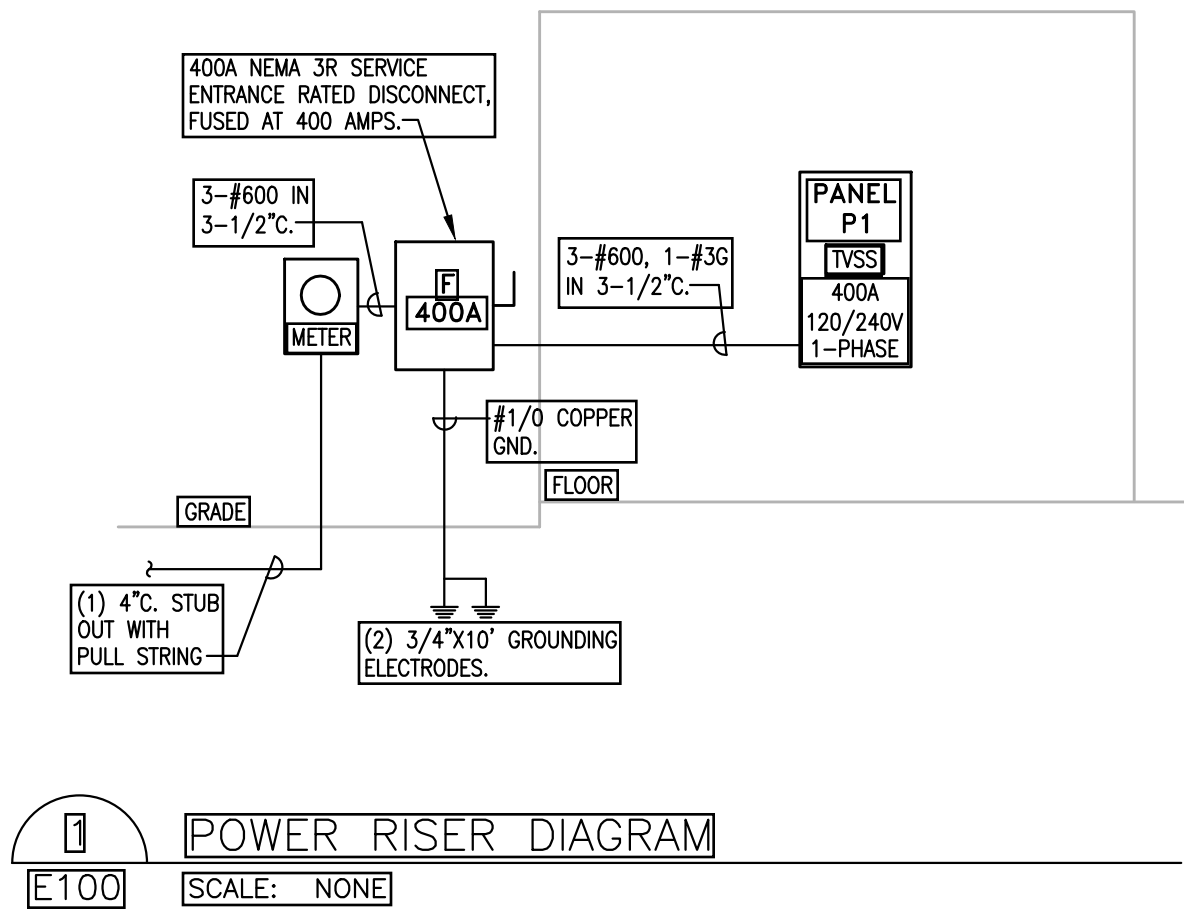 400A NEMA 3R SERVICE
ENTRANCE RATED DISCONNECT,
FUSED AT 400 AMPS.
3-#600 IN
3-1/2"C.
METER
F
400A
3-#600, 1-#3G
IN 3-1/2"C.
PANEL
P1
TVSS
400A
120/240V
1-PHASE
#1/0 COPPER
GND.
FLOOR
GRADE
(1) 4"C. STUB
OUT WITH
PULL STRING
(2) 3/4"X10' GROUNDING
ELECTRODES.
1
POWER RISER DIAGRAM
E100
SCALE: NONE